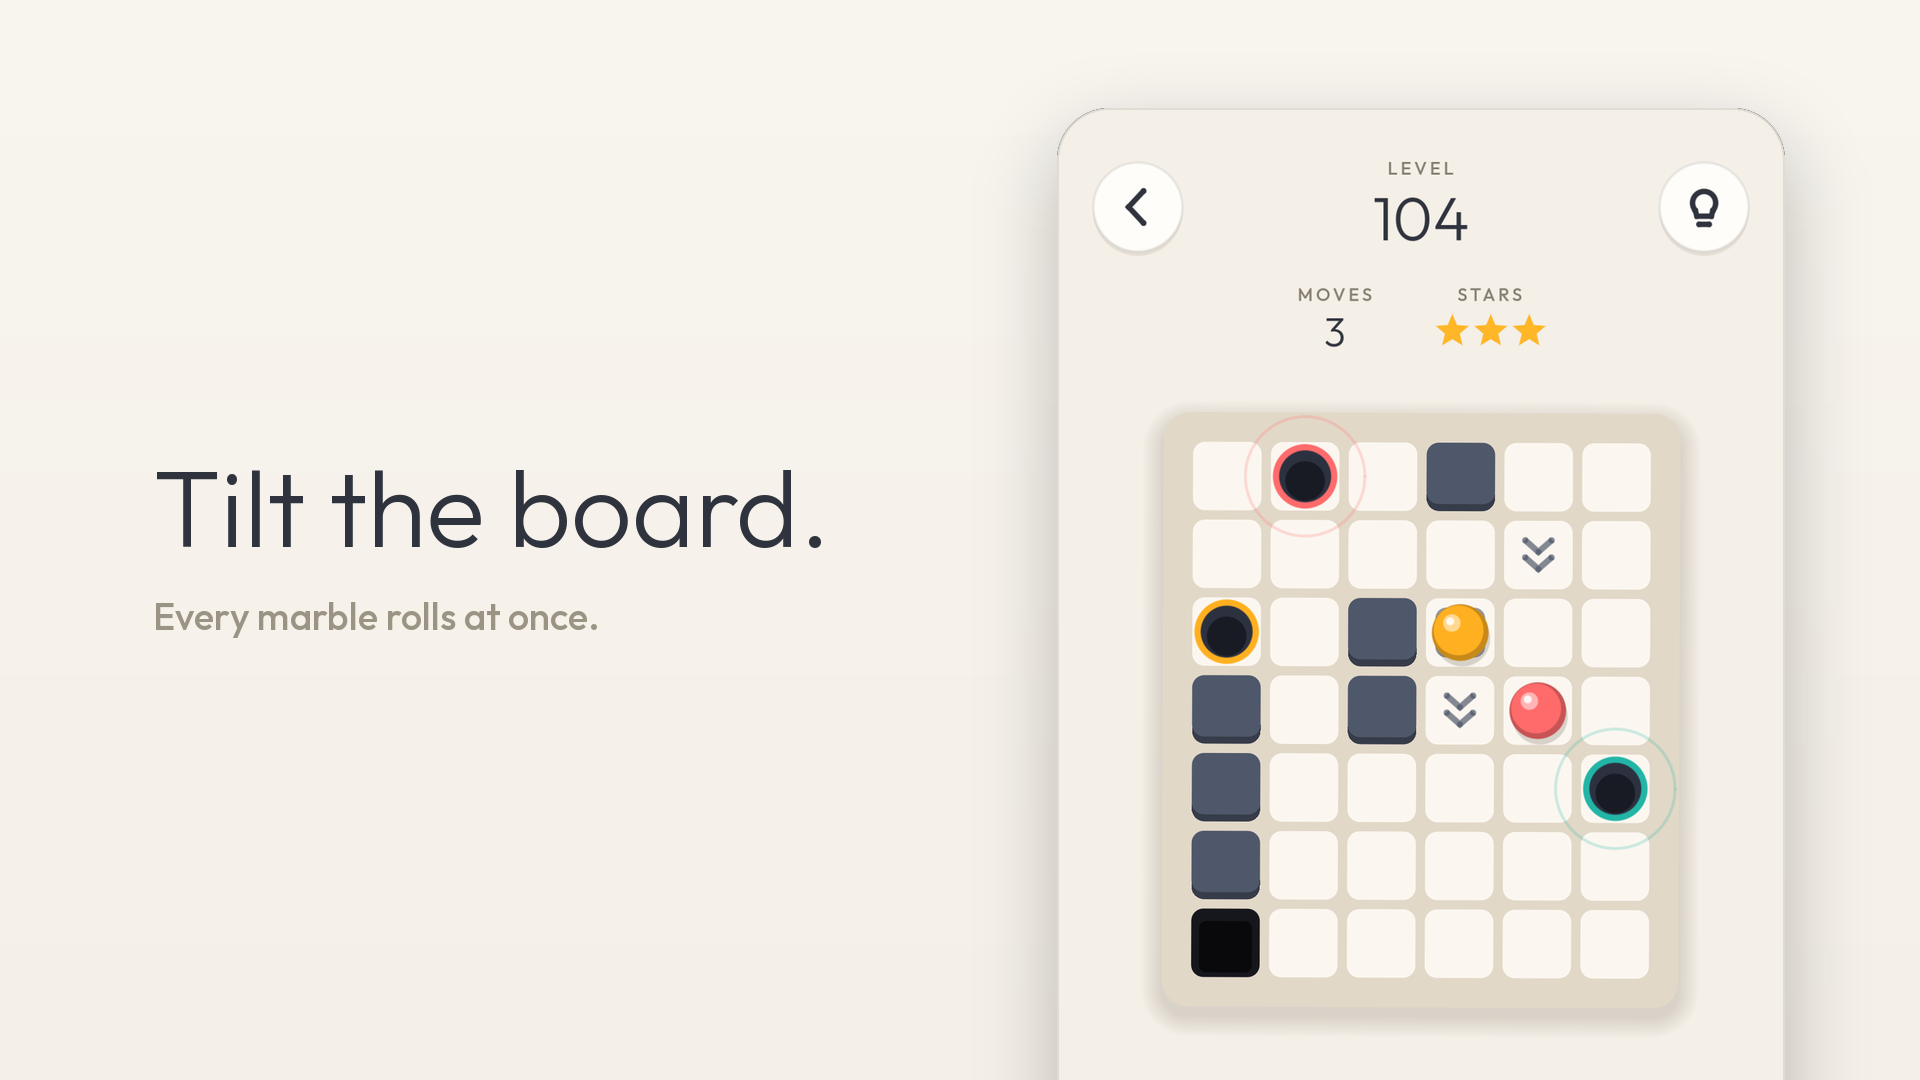 Tilt the board.
Every marble rolls at once.
LEVEL
104
MOVES STARS
3